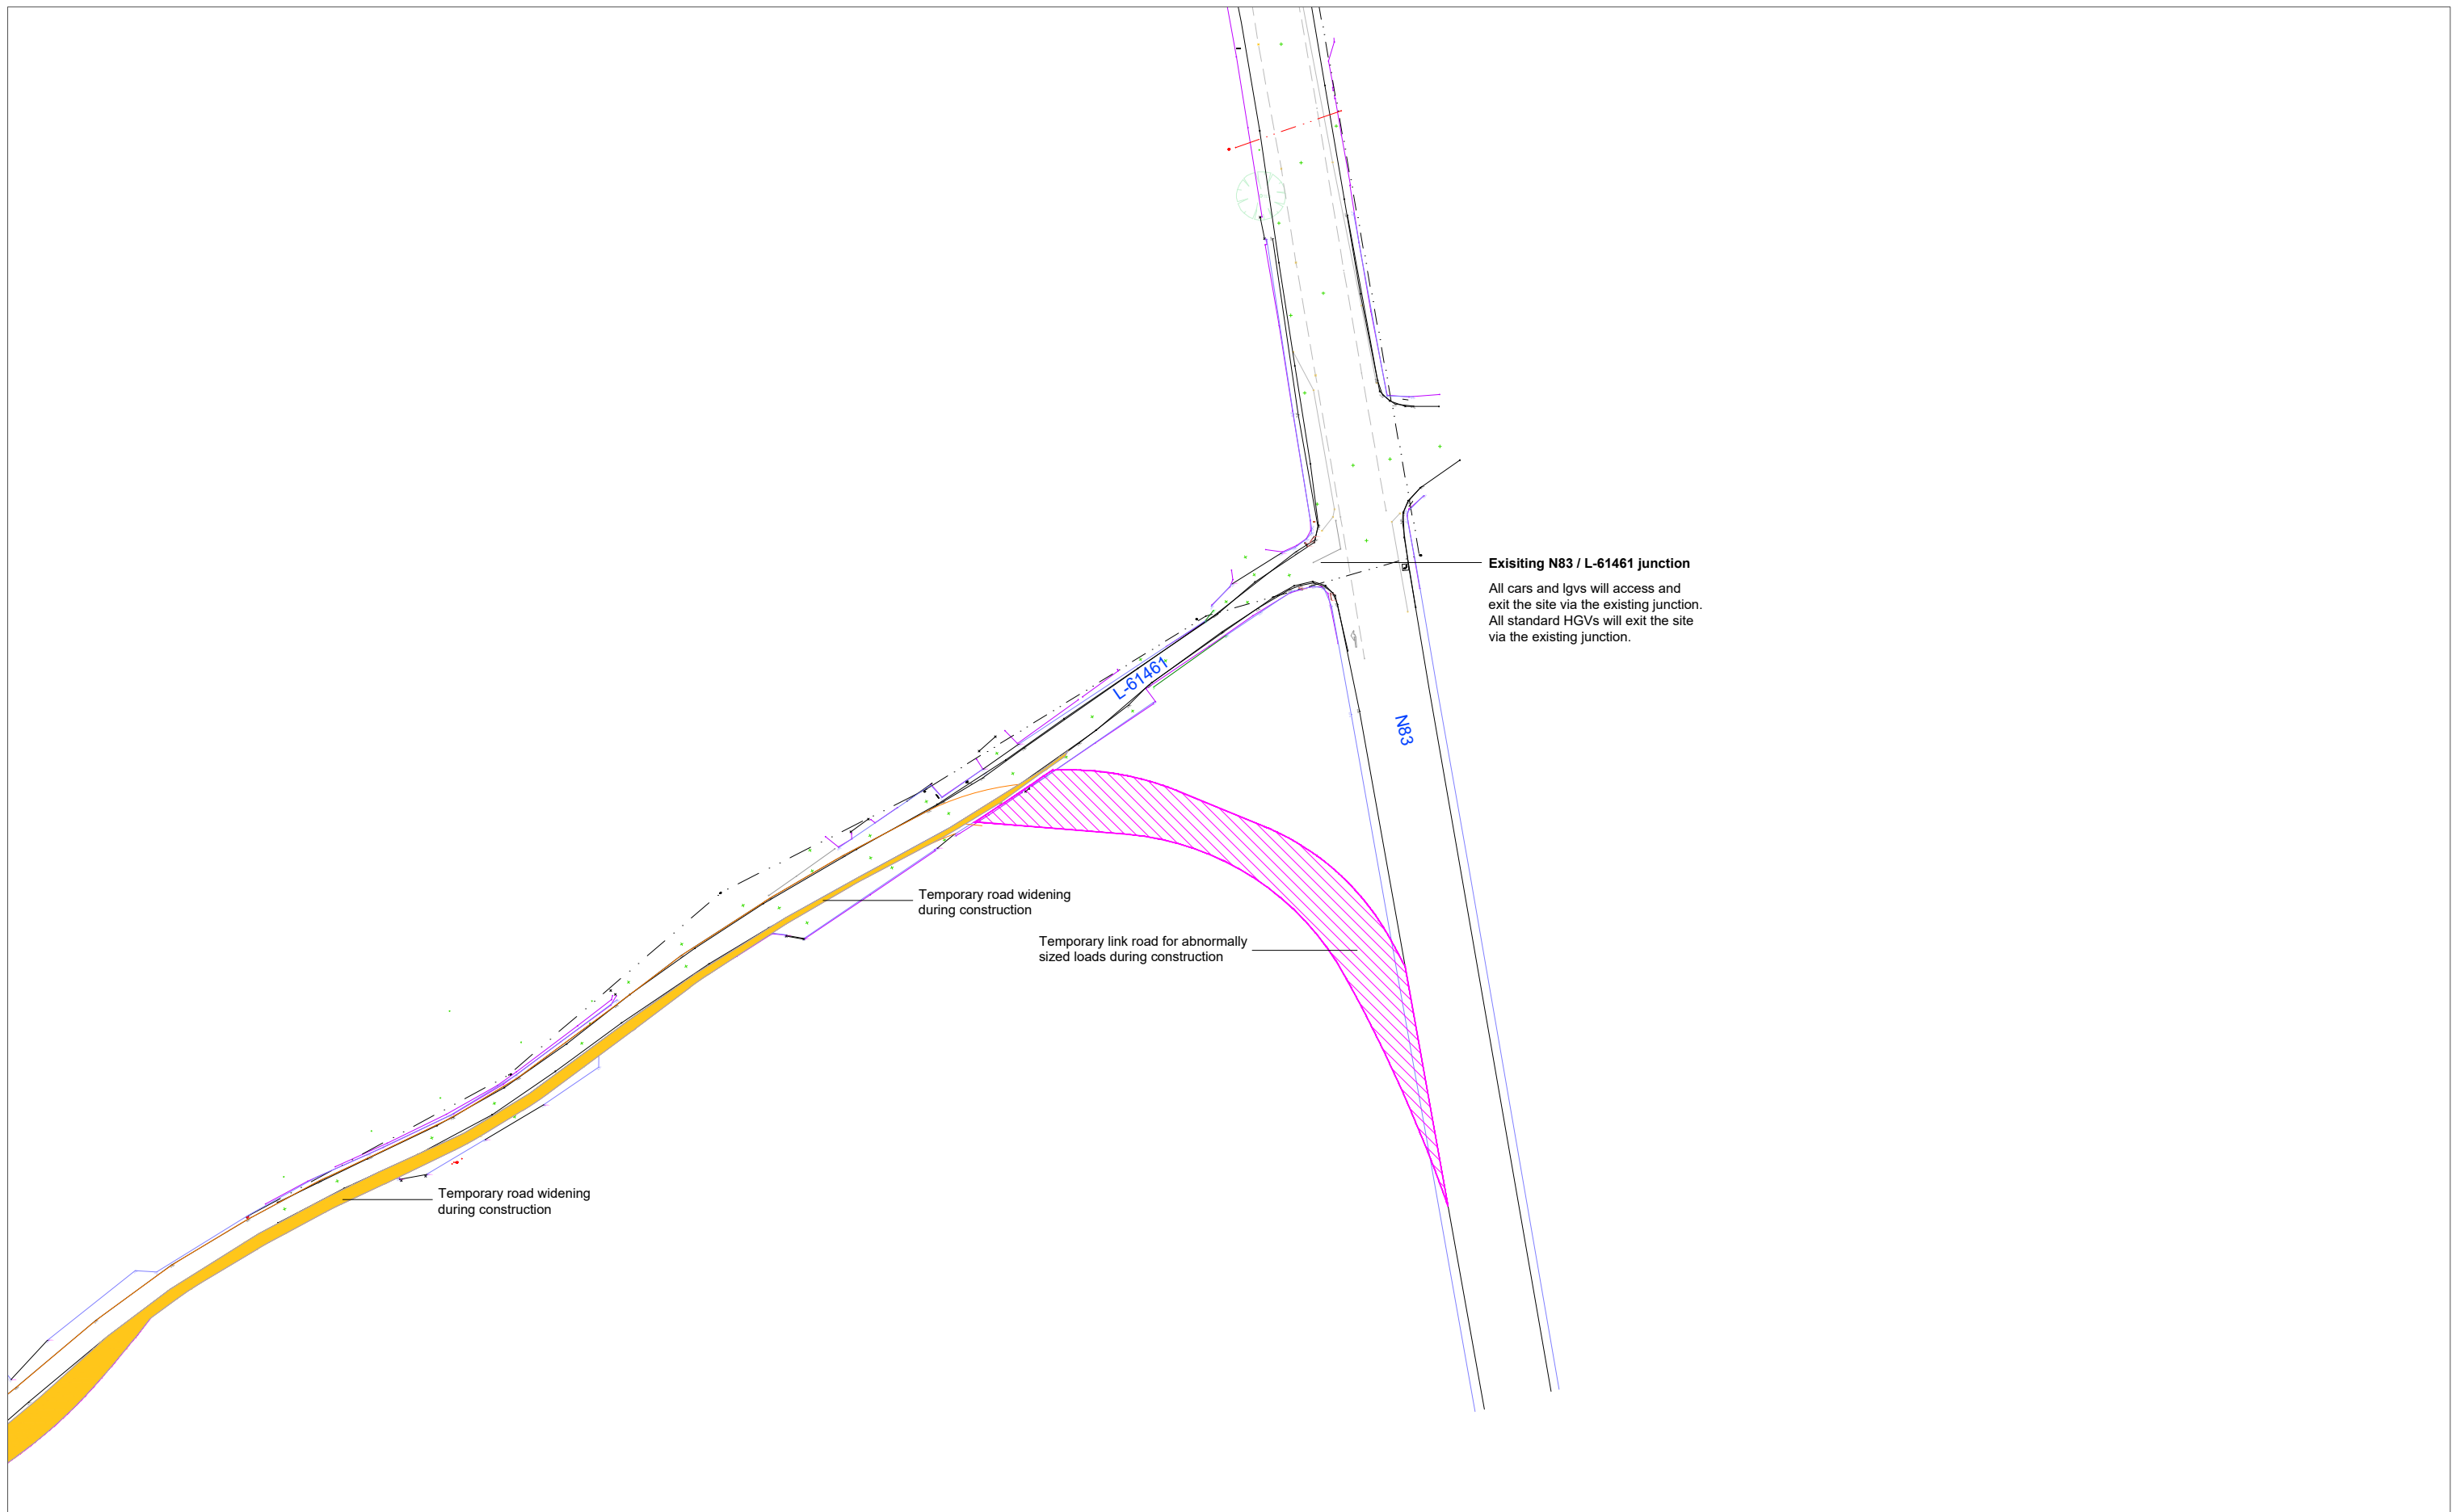 Exisiting N83 / L-61461 junction
All cars and lgvs will access and
exit the site via the existing junction.
All standard HGVs will exit the site
via the existing junction.
L-61461
N83
Temporary road widening
during construction
Temporary link road for abnormally
sized loads during construction
Temporary road widening
during construction